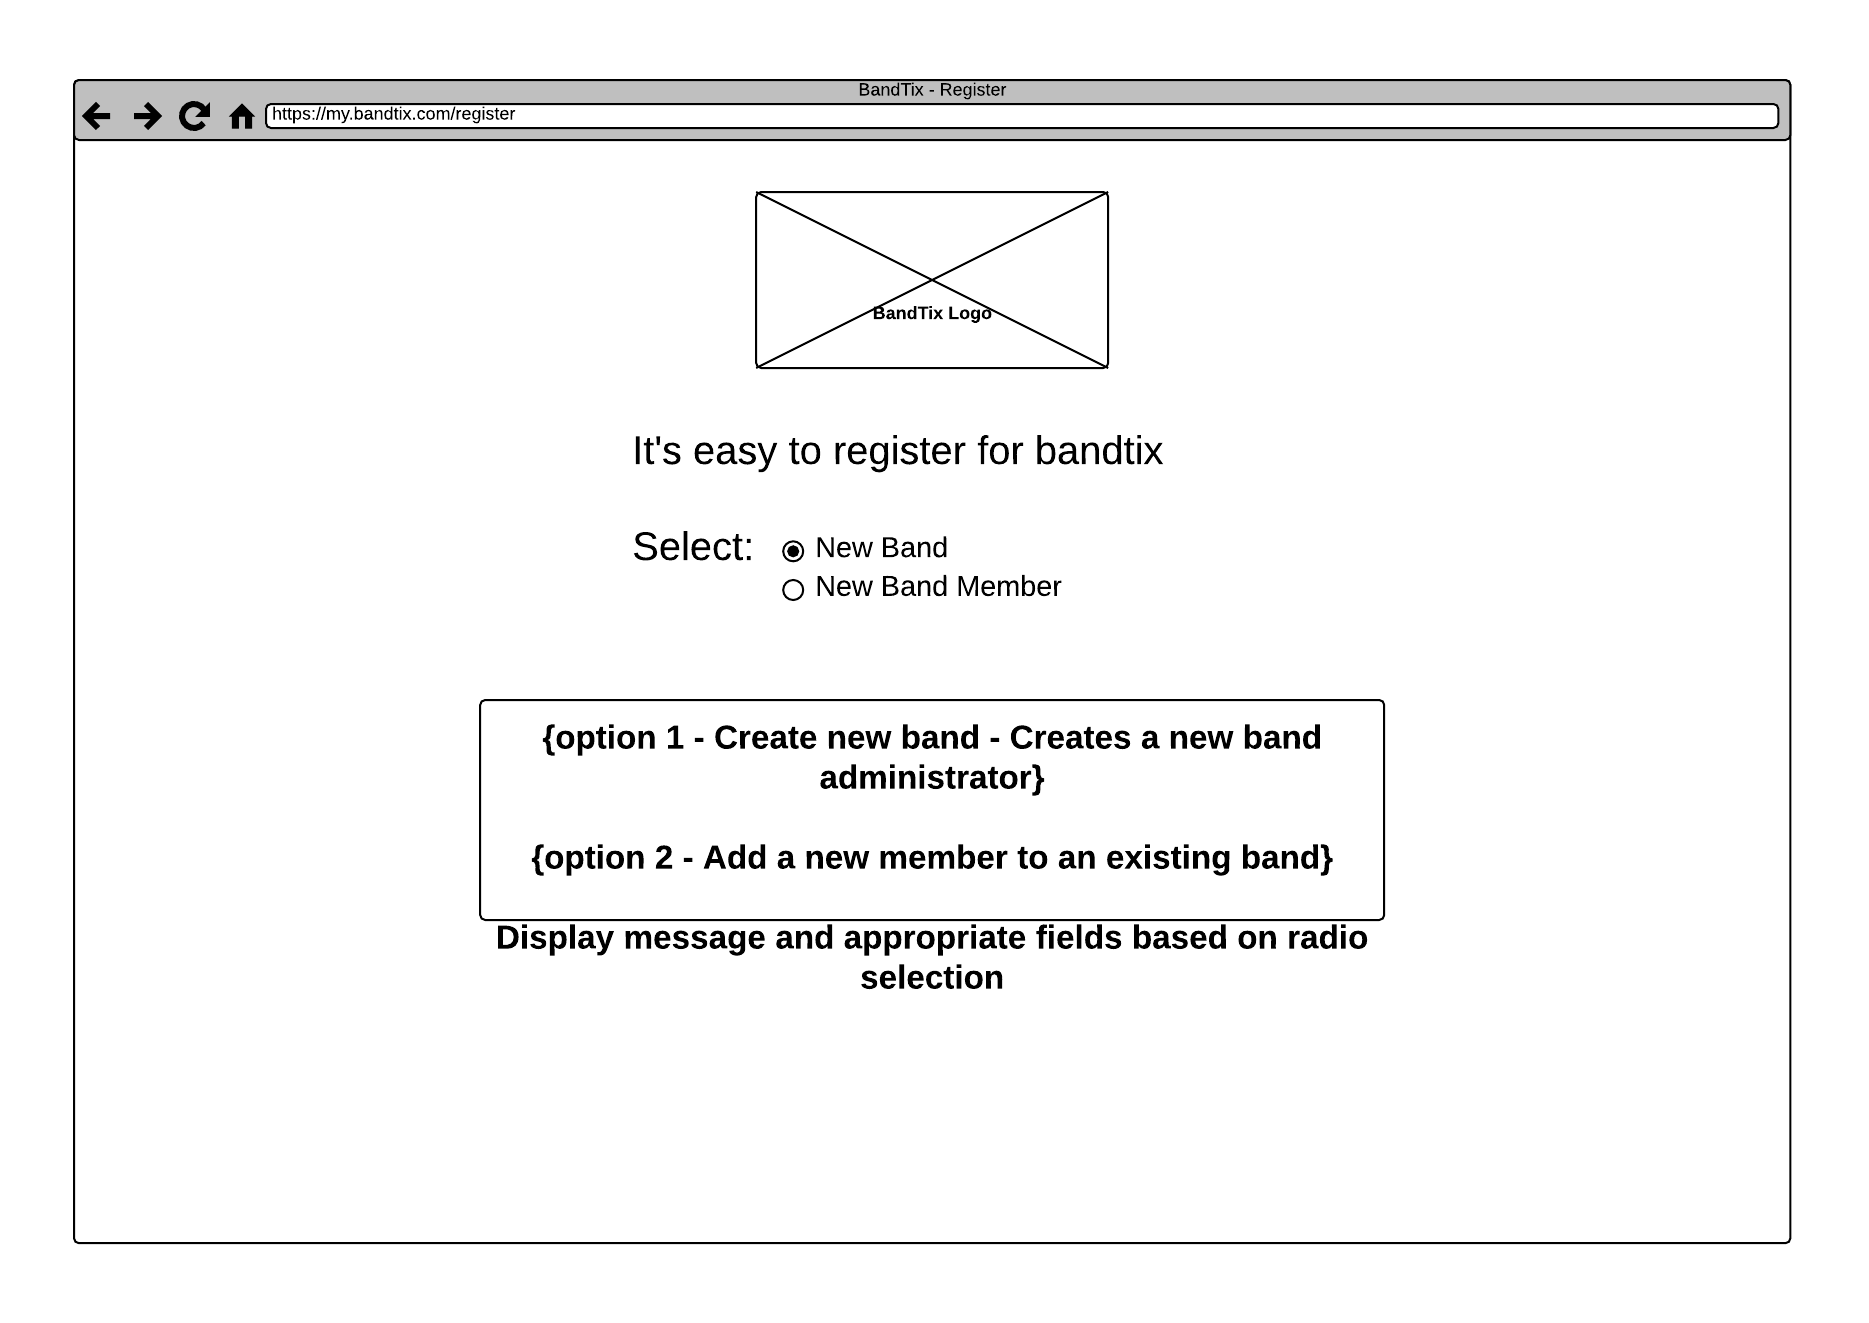 BandTix - Register
https://my.bandtix.com/register
BandTix Logo
It's easy to register for bandtix
Select:
New Band
New Band Member
{option 1 - Create new band - Creates a new band
administrator}
{option 2 - Add a new member to an existing band}
Display message and appropriate fields based on radio
selection